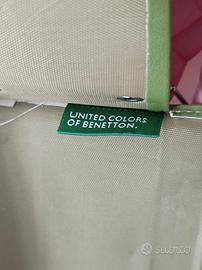 UNITED COLORS
OF BENETTON.
SUBITO